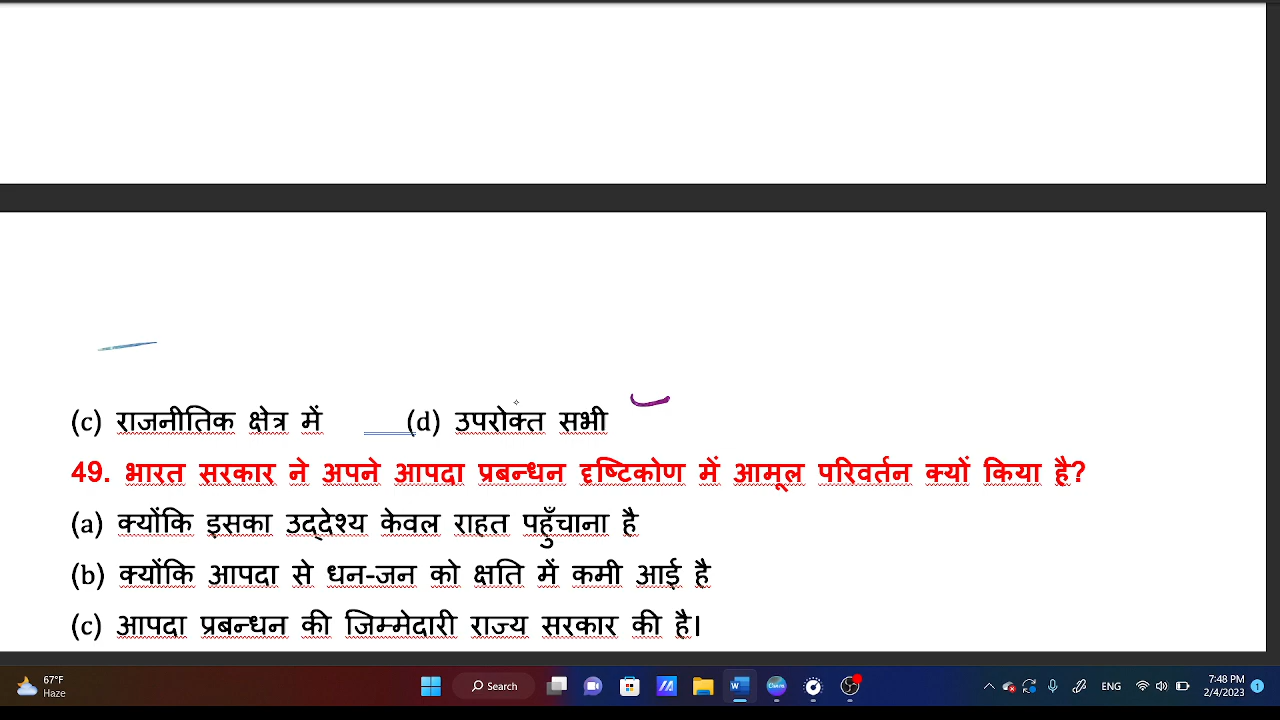 (c) राजनीतिक क्षेत्र में (d) उपरोक्त सभी
49. भारत सरकार ने अपने आपदा प्रबन्धन दृष्टिकोण में आमूल परिवर्तन क्यों किया है?
(a) क्योंकि इसका उद्देश्य केवल राहत पहुँचाना है
(b) क्योंकि आपदा से धन-जन को क्षति में कमी आई है
(c) आपदा प्रबन्धन की जिम्मेदारी राज्य सरकार की है।
67°F
Haze
Search
ENG
7:48 PM
2/4/2023
1